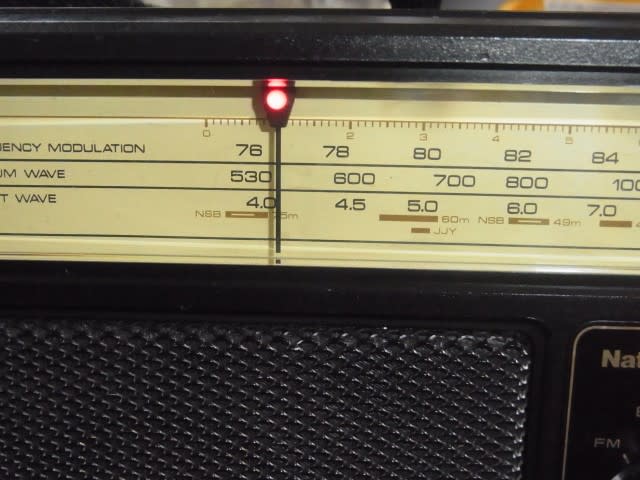 0 2 3 4 5 6
ENCY MODULATION 76 78 80 82 84
UM WAVE 530 600 700 800 100
T WAVE 4.0 4.5 5.0 6.0 7.0
NSB 75m 60m NSB 49m 4
JJY
Nat
FM